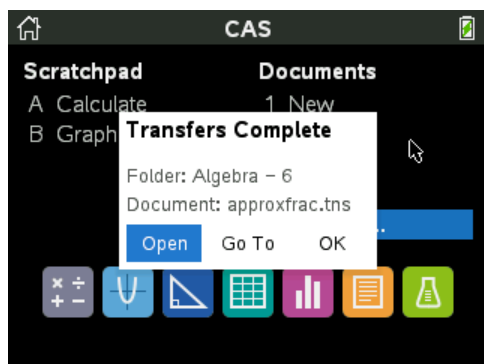 CAS
Scratchpad
Documents
A Calculate
1 New
B Graph
Transfers Complete
Folder: Algebra – 6
Document: approxfrac.tns
..
Open Go To OK